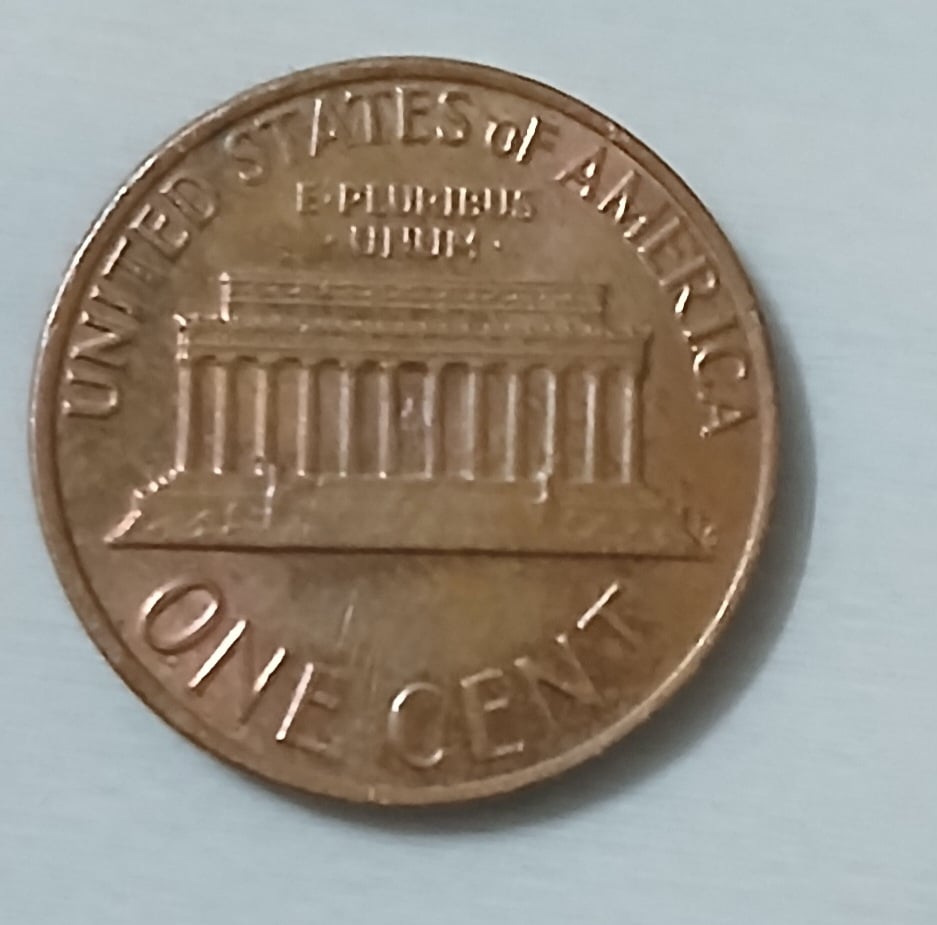 UNITED STATES oF AMERICA
E·PLURIBUS
·UNUM·
ONE CENT